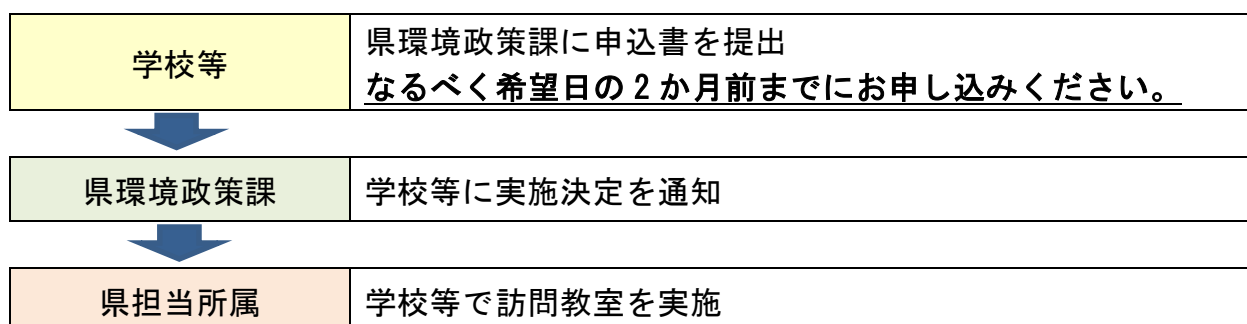 学校等
県環境政策課に申込書を提出
なるべく希望日の2か月前までにお申し込みください。
県環境政策課
学校等に実施決定を通知
県担当所属
学校等で訪問教室を実施